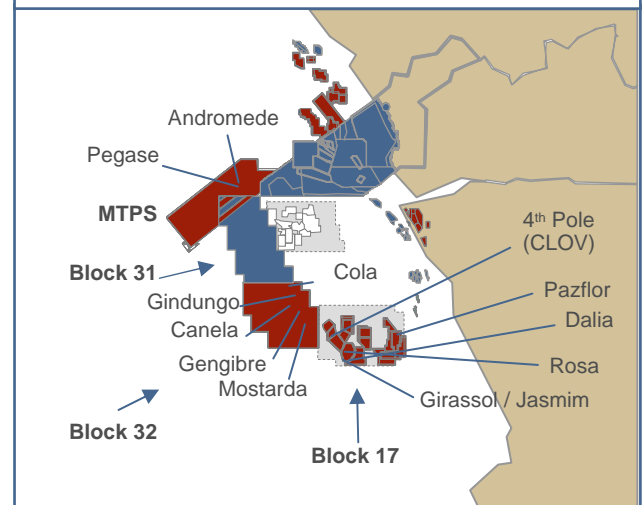 Andromede
Pegase
MTPS
4th Pole
(CLOV)
Block 31
Cola
Gindungo
Pazflor
Canela
Dalia
Gengibre
Rosa
Mostarda
Girassol / Jasmim
Block 32
Block 17